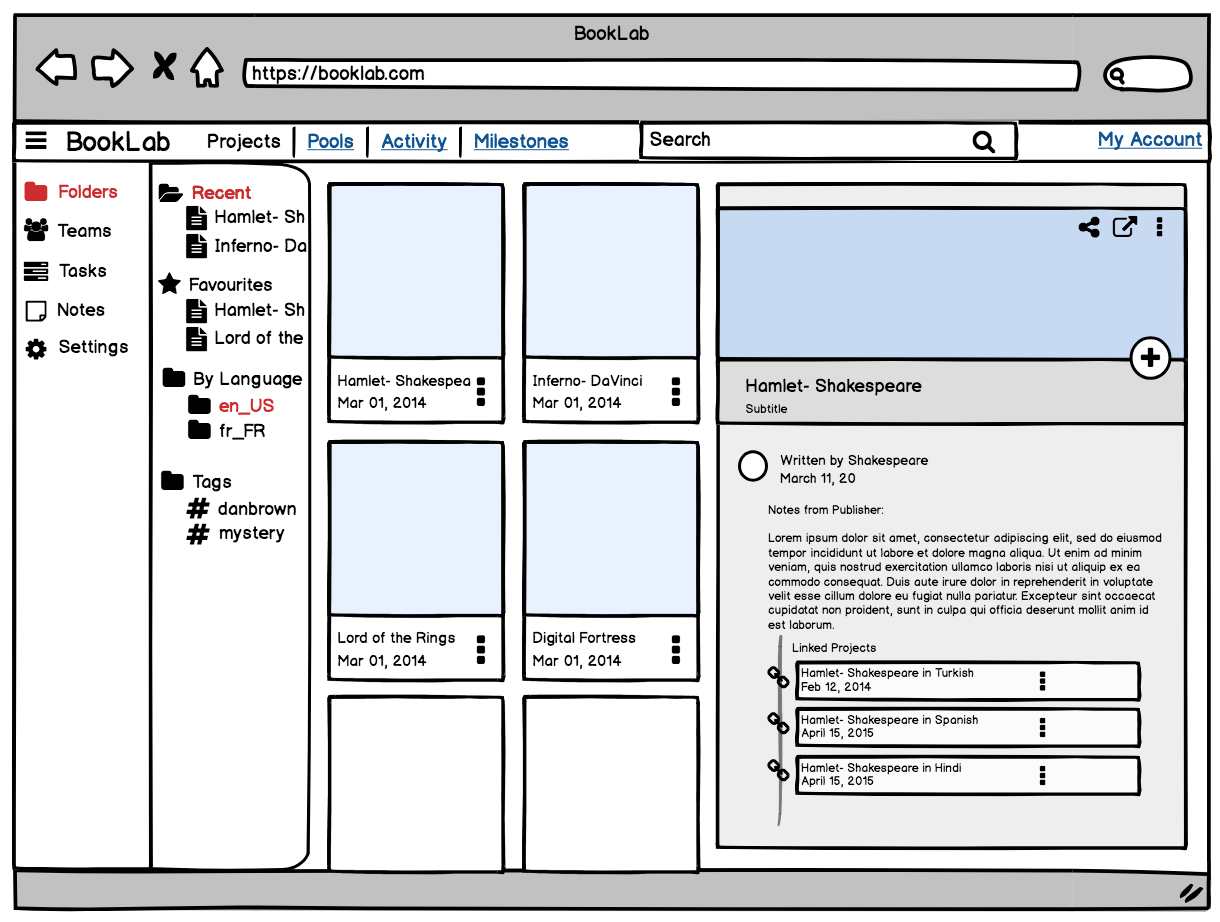 BookLab
https://booklab.com
BookLab
Projects
Pools
Activity
Milestones
Search
My Account
Folders
Teams
Tasks
Notes
Settings
Recent
Hamlet- Sh
Inferno- Da
Favourites
Hamlet- Sh
Lord of the
By Language
en_US
fr_FR
Tags
# danbrown
# mystery
Hamlet- Shakespea
Mar 01, 2014
Inferno- DaVinci
Mar 01, 2014
Lord of the Rings
Mar 01, 2014
Digital Fortress
Mar 01, 2014
Hamlet- Shakespeare
Subtitle
Written by Shakespeare
March 11, 20
Notes from Publisher:
Lorem ipsum dolor sit amet, consectetur adipiscing elit, sed do eiusmod
tempor incididunt ut labore et dolore magna aliqua. Ut enim ad minim
veniam, quis nostrud exercitation ullamco laboris nisi ut aliquip ex ea
commodo consequat. Duis aute irure dolor in reprehenderit in voluptate
velit esse cillum dolore eu fugiat nulla pariatur. Excepteur sint occaecat
cupidatat non proident, sunt in culpa qui officia deserunt mollit anim id
est laborum.
Linked Projects
Hamlet- Shakespeare in Turkish
Feb 12, 2014
Hamlet- Shakespeare in Spanish
April 15, 2015
Hamlet- Shakespeare in Hindi
April 15, 2015